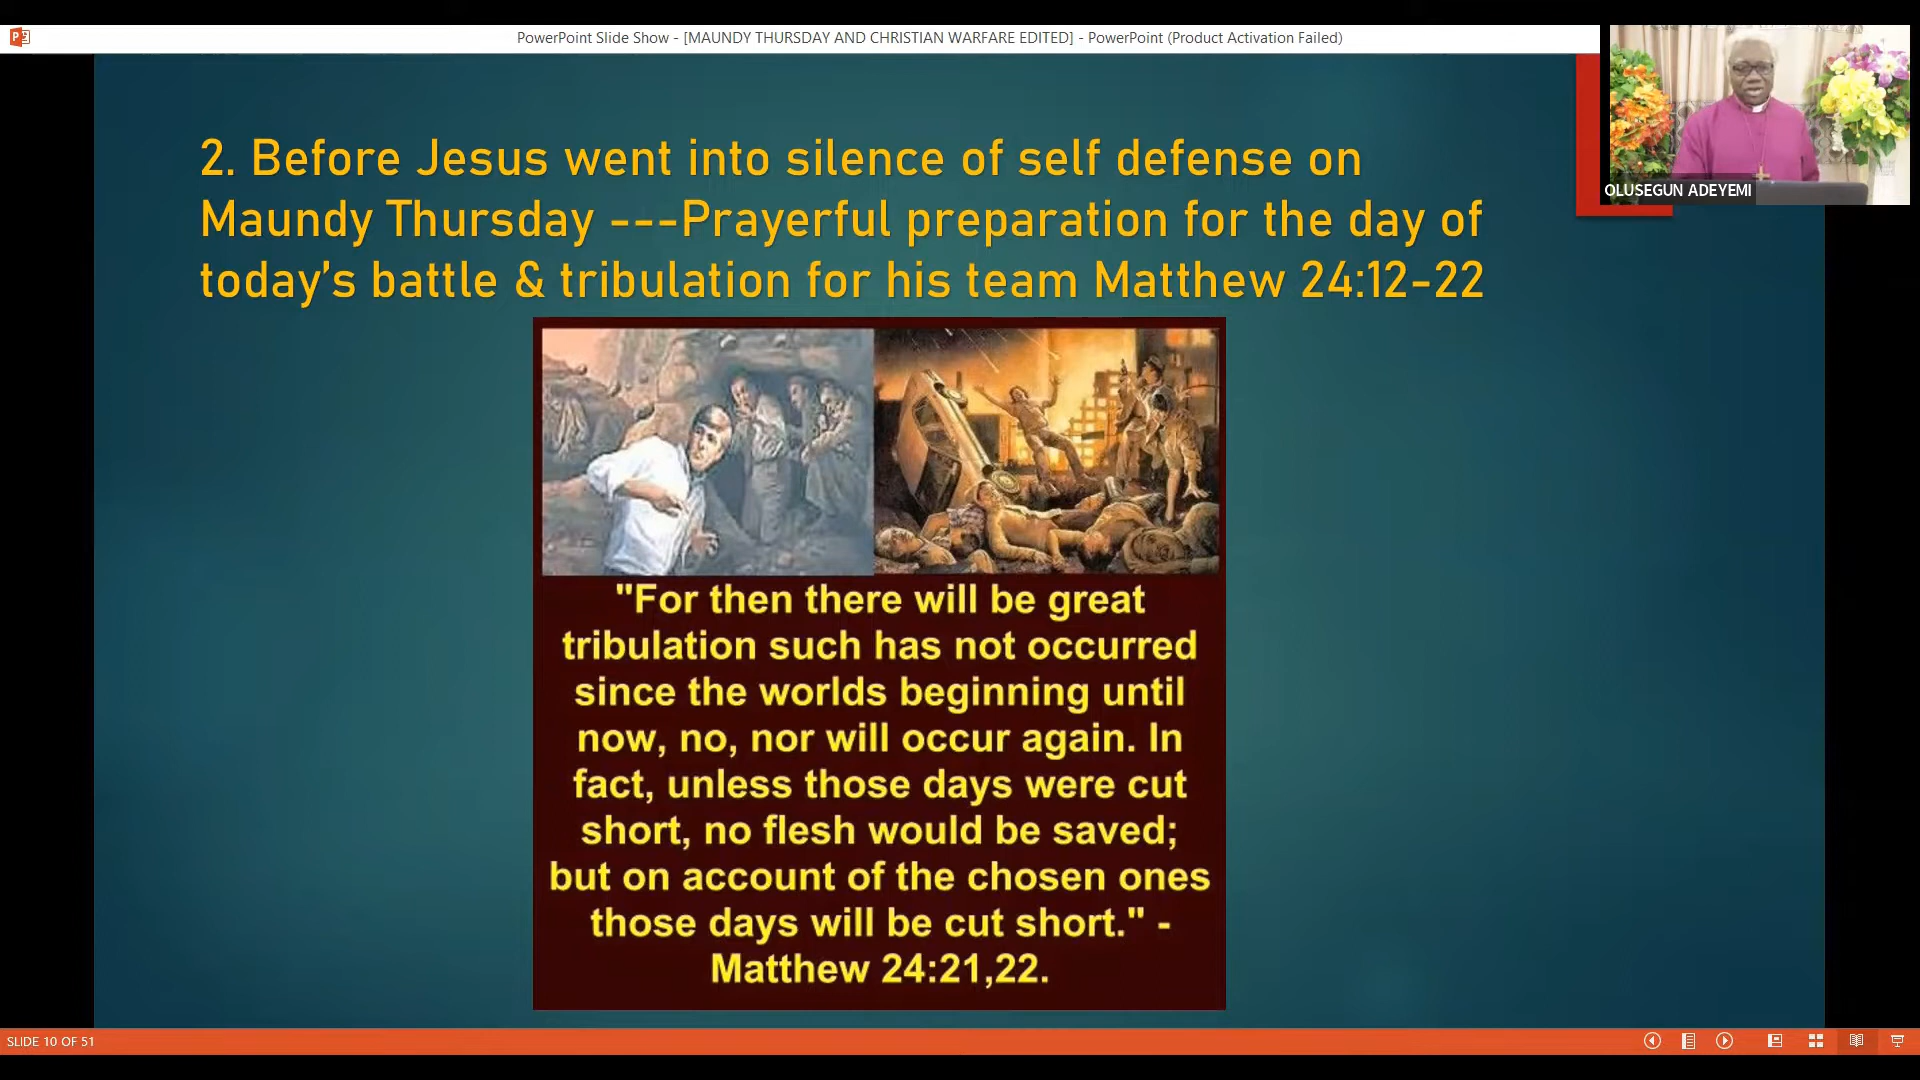 PowerPoint Slide Show - [MAUNDY THURSDAY AND CHRISTIAN WARFARE EDITED] - PowerPoint (Product Activation Failed)
OLUSEGUN ADEYEMI
2. Before Jesus went into silence of self defense on
Maundy Thursday ---Prayerful preparation for the day of
today's battle & tribulation for his team Matthew 24:12-22
"For then there will be great
tribulation such has not occurred
since the worlds beginning until
now, no, nor will occur again. In
fact, unless those days were cut
short, no flesh would be saved;
but on account of the chosen ones
those days will be cut short." -
Matthew 24:21,22.
SLIDE 10 OF 51